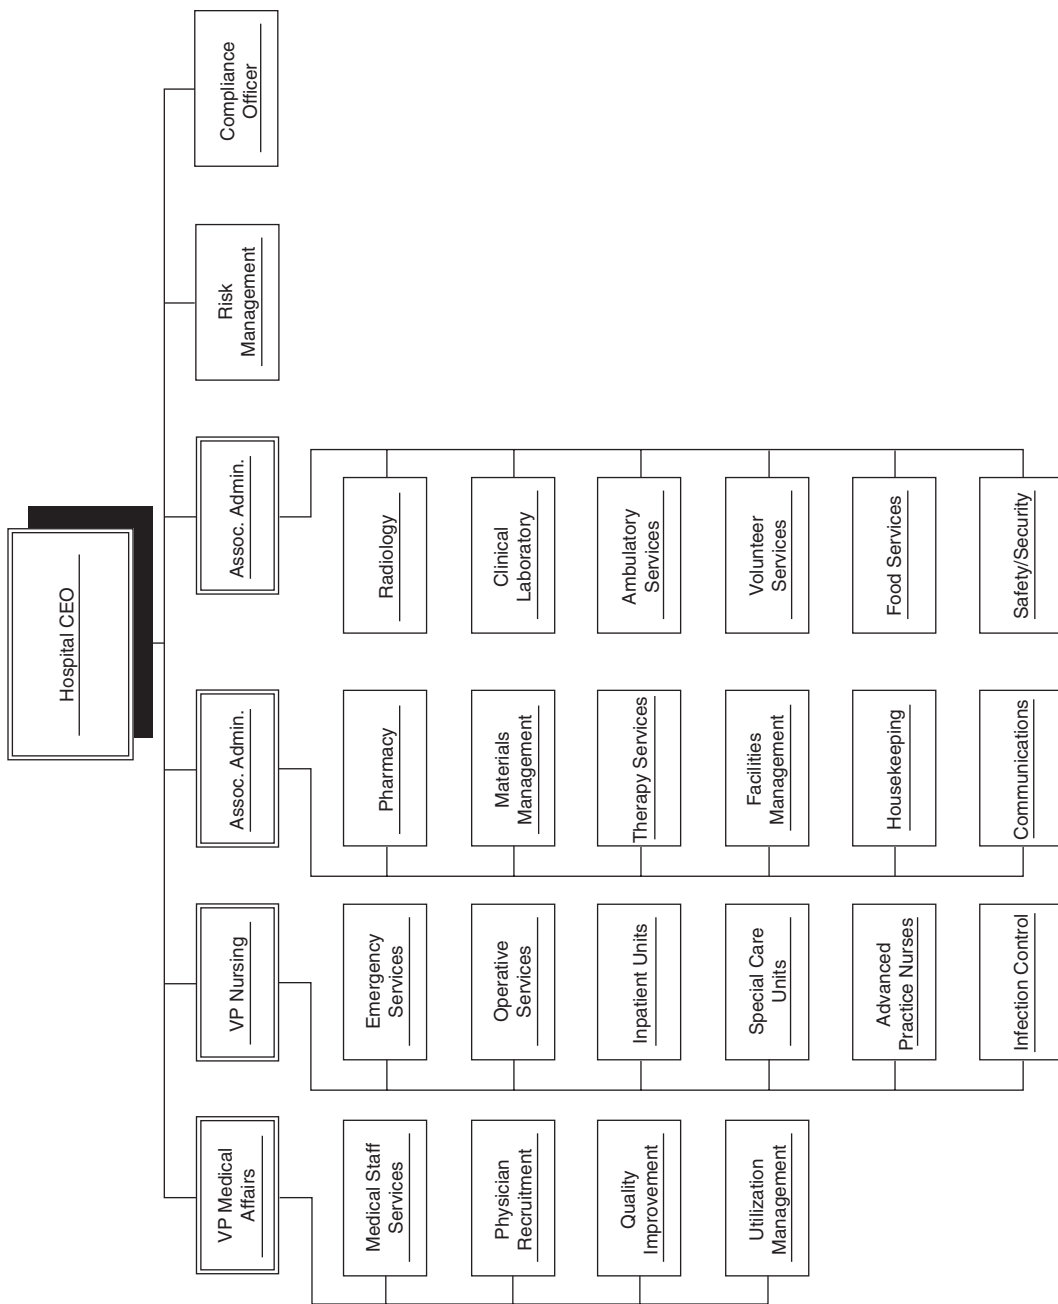 Hospital CEO
VP Medical
Affairs
VP Nursing
Assoc. Admin.
Assoc. Admin.
Risk
Management
Compliance
Officer
Medical Staff
Services
Emergency
Services
Pharmacy
Radiology
Physician
Recruitment
Operative
Services
Materials
Management
Clinical
Laboratory
Quality
Improvement
Inpatient Units
Therapy Services
Ambulatory
Services
Utilization
Management
Special Care
Units
Facilities
Management
Volunteer
Services
Advanced
Practice Nurses
Housekeeping
Food Services
Infection Control
Communications
Safety/Security